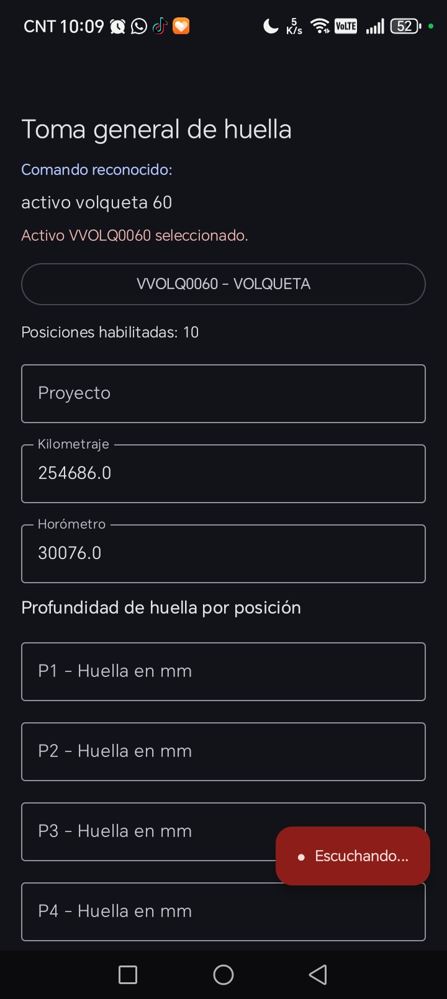 CNT 10:09 5 K/s VoLTE 52
Toma general de huella
Comando reconocido:
activo volqueta 60
Activo VVOLQ0060 seleccionado.
VVOLQ0060 - VOLQUETA
Posiciones habilitadas: 10
Proyecto
Kilometraje
254686.0
Horómetro
30076.0
Profundidad de huella por posición
P1 - Huella en mm
P2 - Huella en mm
P3 - Huella en mm
Escuchando...
P4 - Huella en mm